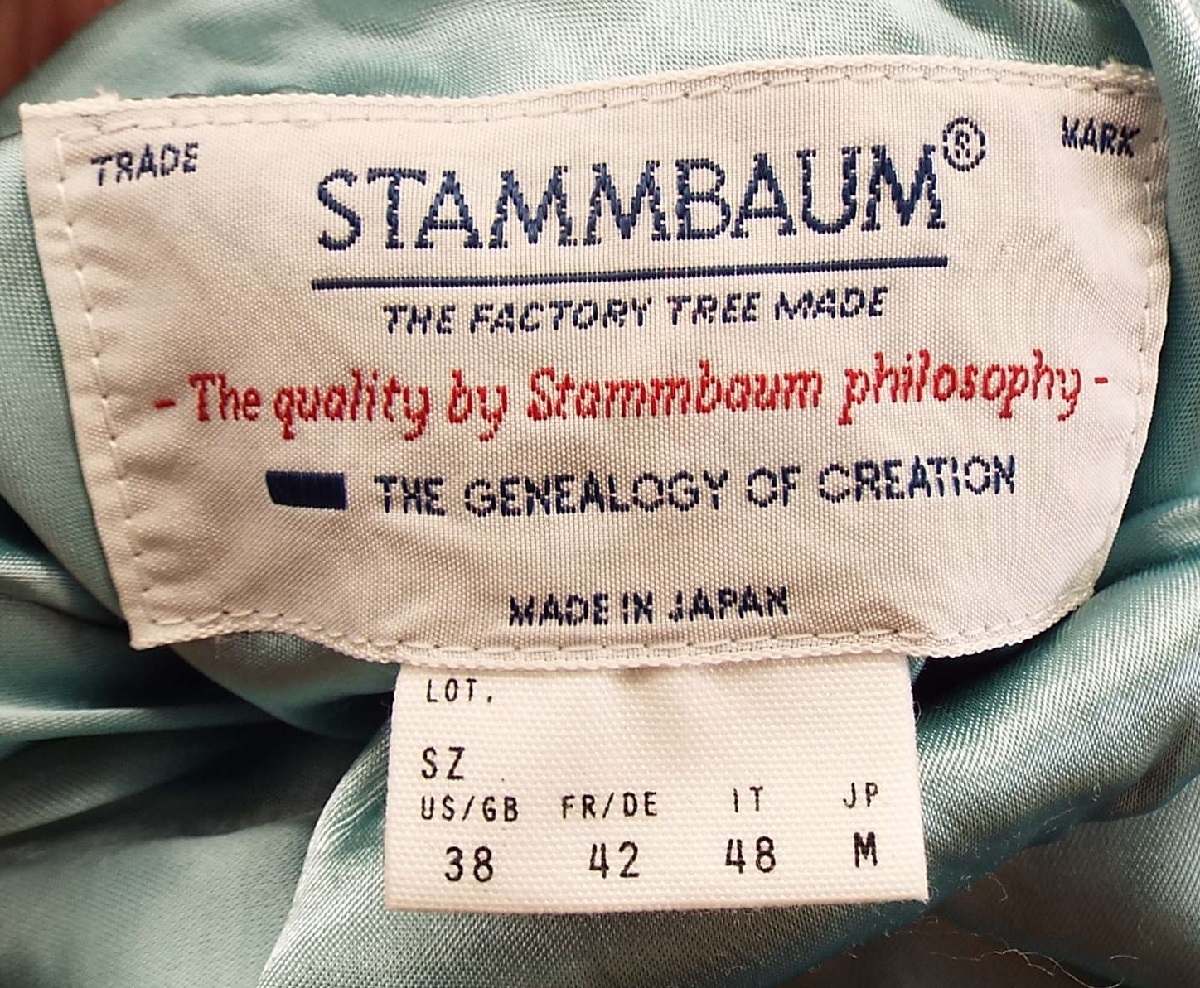 TRADE STAMMBAUM® MARK
THE FACTORY TREE MADE
- The quality by Stammbaum philosophy -
THE GENEALOGY OF CREATION
MADE IN JAPAN
LOT.
SZ
US/GB FR/DE IT JP
38 42 48 M